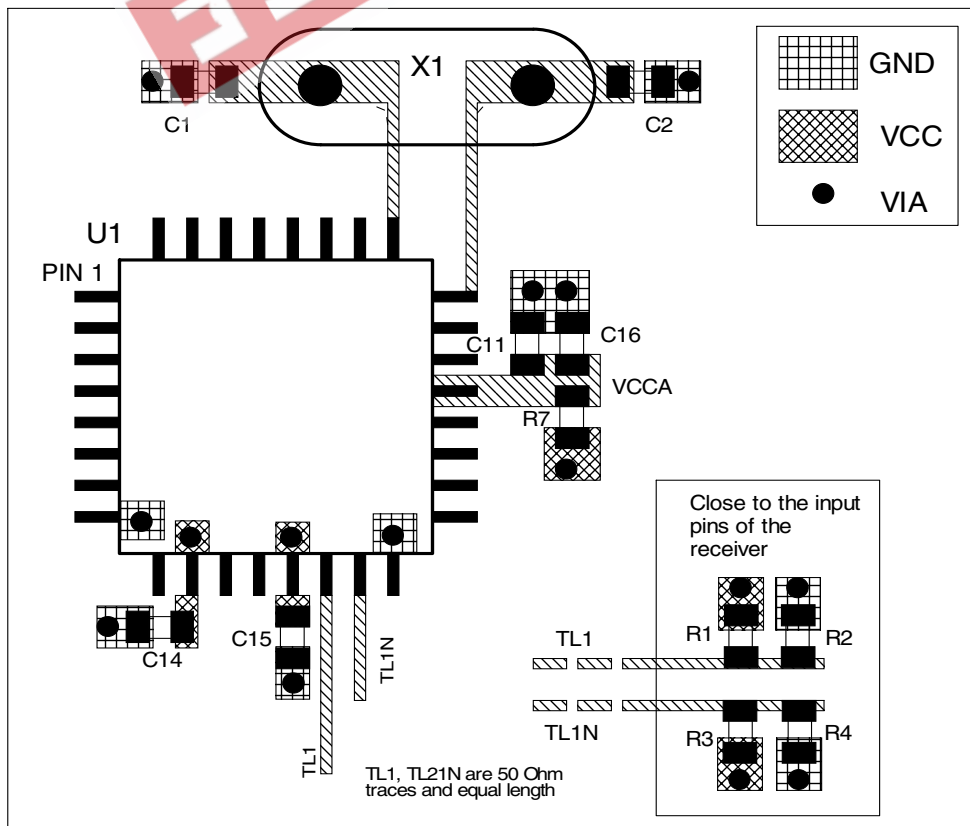 X1
GND
C1
C2
VCC
VIA
U1
PIN 1
C11
C16
VCCA
R7
Close to the input
pins of the
receiver
R1
R2
TL1
C14
C15
TL1N
TL1
TL1N
R3
R4
TL1, TL21N are 50 Ohm
traces and equal length